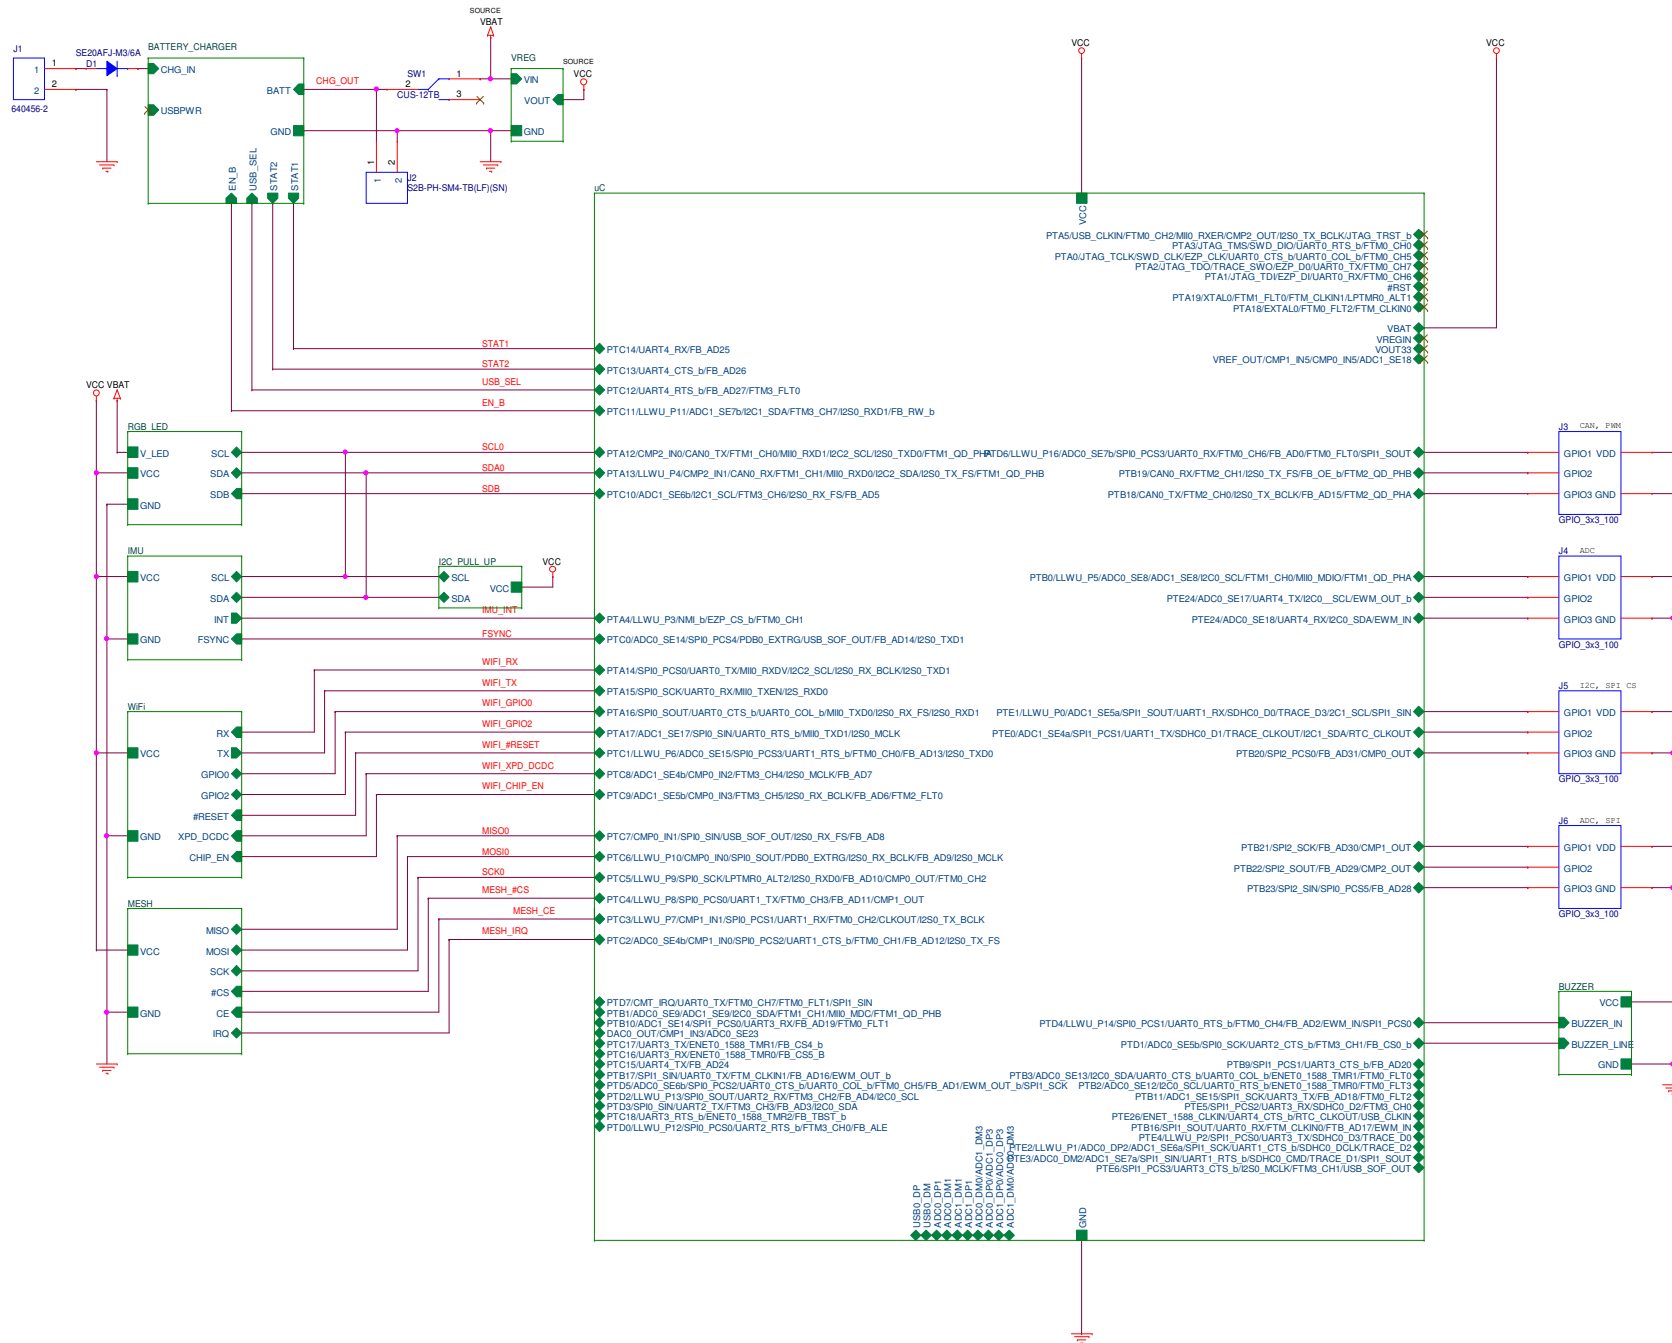 SOURCE
VBAT
J1
SE20AFJ-M3/6A
D1
1
2
1
2
640456-2
BATTERY_CHARGER
CHG_IN
USBPWR
BATT
GND
EN_B
USB_SEL
STAT2
STAT1
CHG_OUT
SW1
2
1
3
CUS-12TB
VREG
VIN
VOUT
GND
SOURCE
VCC
1
2
1
2
J2
S2B-PH-SM4-TB(LF)(SN)
VCC
VCC
uC
VCC
PTA5/USB_CLKIN/FTM0_CH2/MII0_RXER/CMP2_OUT/I2S0_TX_BCLK/JTAG_TRST_b
PTA3/JTAG_TMS/SWD_DIO/UART0_RTS_b/FTM0_CH0
PTA0/JTAG_TCLK/SWD_CLK/EZP_CLK/UART0_CTS_b/UART0_COL_b/FTM0_CH5
PTA2/JTAG_TDO/TRACE_SWO/EZP_D0/UART0_TX/FTM0_CH7
PTA1/JTAG_TDI/EZP_DI/UART0_RX/FTM0_CH6
#RST
PTA19/XTAL0/FTM1_FLT0/FTM_CLKIN1/LPTMR0_ALT1
PTA18/EXTAL0/FTM0_FLT2/FTM_CLKIN0
VBAT
VREGIN
VOUT33
VREF_OUT/CMP1_IN5/CMP0_IN5/ADC1_SE18
STAT1
PTC14/UART4_RX/FB_AD25
STAT2
PTC13/UART4_CTS_b/FB_AD26
USB_SEL
PTC12/UART4_RTS_b/FB_AD27/FTM3_FLT0
EN_B
PTC11/LLWU_P11/ADC1_SE7b/I2C1_SDA/FTM3_CH7/I2S0_RXD1/FB_RW_b
VCC VBAT
RGB_LED
V_LED
VCC
GND
SCL
SDA
SDB
SCL0
PTA12/CMP2_IN0/CAN0_TX/FTM1_CH0/MII0_RXD1/I2C2_SCL/I2S0_TXD0/FTM1_QD_PHA
SDA0
PTA13/LLWU_P4/CMP2_IN1/CAN0_RX/FTM1_CH1/MII0_RXD0/I2C2_SDA/I2S0_TX_FS/FTM1_QD_PHB
SDB
PTC10/ADC1_SE6b/I2C1_SCL/FTM3_CH6/I2S0_RX_FS/FB_AD5
PTD6/LLWU_P16/ADC0_SE7b/SPI0_PCS3/UART0_RX/FTM0_CH6/FB_AD0/FTM0_FLT0/SPI1_SOUT
PTB19/CAN0_RX/FTM2_CH1/I2S0_TX_FS/FB_OE_b/FTM2_QD_PHB
PTB18/CAN0_TX/FTM2_CH0/I2S0_TX_BCLK/FB_AD15/FTM2_QD_PHA
J3 CAN, PWM
GPIO1 VDD
GPIO2
GPIO3 GND
GPIO_3x3_100
IMU
VCC
GND
SCL
SDA
INT
FSYNC
I2C_PULL_UP
SCL
SDA
VCC
VCC
IMU_INT
PTA4/LLWU_P3/NMI_b/EZP_CS_b/FTM0_CH1
FSYNC
PTC0/ADC0_SE14/SPI0_PCS4/PDB0_EXTRG/USB_SOF_OUT/FB_AD14/I2S0_TXD1
PTB0/LLWU_P5/ADC0_SE8/ADC1_SE8/I2C0_SCL/FTM1_CH0/MII0_MDIO/FTM1_QD_PHA
PTE24/ADC0_SE17/UART4_TX/I2C0__SCL/EWM_OUT_b
PTE24/ADC0_SE18/UART4_RX/I2C0_SDA/EWM_IN
J4 ADC
GPIO1 VDD
GPIO2
GPIO3 GND
GPIO_3x3_100
WiFi
VCC
GND
RX
TX
GPIO0
GPIO2
#RESET
XPD_DCDC
CHIP_EN
WIFI_RX
PTA14/SPI0_PCS0/UART0_TX/MII0_RXDV/I2C2_SCL/I2S0_RX_BCLK/I2S0_TXD1
WIFI_TX
PTA15/SPI0_SCK/UART0_RX/MII0_TXEN/I2S_RXD0
WIFI_GPIO0
PTA16/SPI0_SOUT/UART0_CTS_b/UART0_COL_b/MII0_TXD0/I2S0_RX_FS/I2S0_RXD1
WIFI_GPIO2
PTA17/ADC1_SE17/SPI0_SIN/UART0_RTS_b/MII0_TXD1/I2S0_MCLK
WIFI_#RESET
PTC1/LLWU_P6/ADC0_SE15/SPI0_PCS3/UART1_RTS_b/FTM0_CH0/FB_AD13/I2S0_TXD0
WIFI_XPD_DCDC
PTC8/ADC1_SE4b/CMP0_IN2/FTM3_CH4/I2S0_MCLK/FB_AD7
WIFI_CHIP_EN
PTC9/ADC1_SE5b/CMP0_IN3/FTM3_CH5/I2S0_RX_BCLK/FB_AD6/FTM2_FLT0
PTE1/LLWU_P0/ADC1_SE5a/SPI1_SOUT/UART1_RX/SDHC0_D0/TRACE_D3/2C1_SCL/SPI1_SIN
PTE0/ADC1_SE4a/SPI1_PCS1/UART1_TX/SDHC0_D1/TRACE_CLKOUT/I2C1_SDA/RTC_CLKOUT
PTB20/SPI2_PCS0/FB_AD31/CMP0_OUT
J5 I2C, SPI CS
GPIO1 VDD
GPIO2
GPIO3 GND
GPIO_3x3_100
MISO0
PTC7/CMP0_IN1/SPI0_SIN/USB_SOF_OUT/I2S0_RX_FS/FB_AD8
MOSI0
PTC6/LLWU_P10/CMP0_IN0/SPI0_SOUT/PDB0_EXTRG/I2S0_RX_BCLK/FB_AD9/I2S0_MCLK
SCK0
PTC5/LLWU_P9/SPI0_SCK/LPTMR0_ALT2/I2S0_RXD0/FB_AD10/CMP0_OUT/FTM0_CH2
MESH_#CS
PTC4/LLWU_P8/SPI0_PCS0/UART1_TX/FTM0_CH3/FB_AD11/CMP1_OUT
MESH_CE
PTC3/LLWU_P7/CMP1_IN1/SPI0_PCS1/UART1_RX/FTM0_CH2/CLKOUT/I2S0_TX_BCLK
MESH_IRQ
PTC2/ADC0_SE4b/CMP1_IN0/SPI0_PCS2/UART1_CTS_b/FTM0_CH1/FB_AD12/I2S0_TX_FS
PTB21/SPI2_SCK/FB_AD30/CMP1_OUT
PTB22/SPI2_SOUT/FB_AD29/CMP2_OUT
PTB23/SPI2_SIN/SPI0_PCS5/FB_AD28
J6 ADC, SPI
GPIO1 VDD
GPIO2
GPIO3 GND
GPIO_3x3_100
MESH
VCC
GND
MISO
MOSI
SCK
#CS
CE
IRQ
PTD7/CMT_IRQ/UART0_TX/FTM0_CH7/FTM0_FLT1/SPI1_SIN
PTB1/ADC0_SE9/ADC1_SE9/I2C0_SDA/FTM1_CH1/MII0_MDC/FTM1_QD_PHB
PTB10/ADC1_SE14/SPI1_PCS0/UART3_RX/FB_AD19/FTM0_FLT1
DAC0_OUT/CMP1_IN3/ADC0_SE23
PTC17/UART3_TX/ENET0_1588_TMR1/FB_CS4_b
PTC16/UART3_RX/ENET0_1588_TMR0/FB_CS5_B
PTC15/UART4_TX/FB_AD24
PTB17/SPI1_SIN/UART0_TX/FTM_CLKIN1/FB_AD16/EWM_OUT_b
PTD5/ADC0_SE6b/SPI0_PCS2/UART0_CTS_b/UART0_COL_b/FTM0_CH5/FB_AD1/EWM_OUT_b/SPI1_SCK
PTD2/LLWU_P13/SPI0_SOUT/UART2_RX/FTM3_CH2/FB_AD4/I2C0_SCL
PTD3/SPI0_SIN/UART2_TX/FTM3_CH3/FB_AD3/I2C0_SDA
PTC18/UART3_RTS_b/ENET0_1588_TMR2/FB_TBST_b
PTD0/LLWU_P12/SPI0_PCS0/UART2_RTS_b/FTM3_CH0/FB_ALE
PTD4/LLWU_P14/SPI0_PCS1/UART0_RTS_b/FTM0_CH4/FB_AD2/EWM_IN/SPI1_PCS0
PTD1/ADC0_SE5b/SPI0_SCK/UART2_CTS_b/FTM3_CH1/FB_CS0_b
PTB9/SPI1_PCS1/UART3_CTS_b/FB_AD20
PTB3/ADC0_SE13/I2C0_SDA/UART0_CTS_b/UART0_COL_b/ENET0_1588_TMR1/FTM0_FLT0
PTB2/ADC0_SE12/I2C0_SCL/UART0_RTS_b/ENET0_1588_TMR0/FTM0_FLT3
PTB11/ADC1_SE15/SPI1_SCK/UART3_TX/FB_AD18/FTM0_FLT2
PTE5/SPI1_PCS2/UART3_RX/SDHC0_D2/FTM3_CH0
PTE26/ENET_1588_CLKIN/UART4_CTS_b/RTC_CLKOUT/USB_CLKIN
PTB16/SPI1_SOUT/UART0_RX/FTM_CLKIN0/FTB_AD17/EWM_IN
PTE4/LLWU_P2/SPI1_PCS0/UART3_TX/SDHC0_D3/TRACE_D0
PTE2/LLWU_P1/ADC0_DP2/ADC1_SE6a/SPI1_SCK/UART1_CTS_b/SDHC0_DCLK/TRACE_D2
PTE3/ADC0_DM2/ADC1_SE7a/SPI1_SIN/UART1_RTS_b/SDHC0_CMD/TRACE_D1/SPI1_SOUT
PTE6/SPI1_PCS3/UART3_CTS_b/I2S0_MCLK/FTM3_CH1/USB_SOF_OUT
BUZZER
VCC
BUZZER_IN
BUZZER_LINE
GND
USB0_DP
USB0_DM
ADC0_DP1
ADC0_DM1
ADC1_DM1
ADC1_DP1
ADC0_DM0/ADC1_DM3
ADC0_DP0/ADC1_DP3
ADC1_DP0/ADC0_DP3
ADC1_DM0/ADC0_DM3
GND